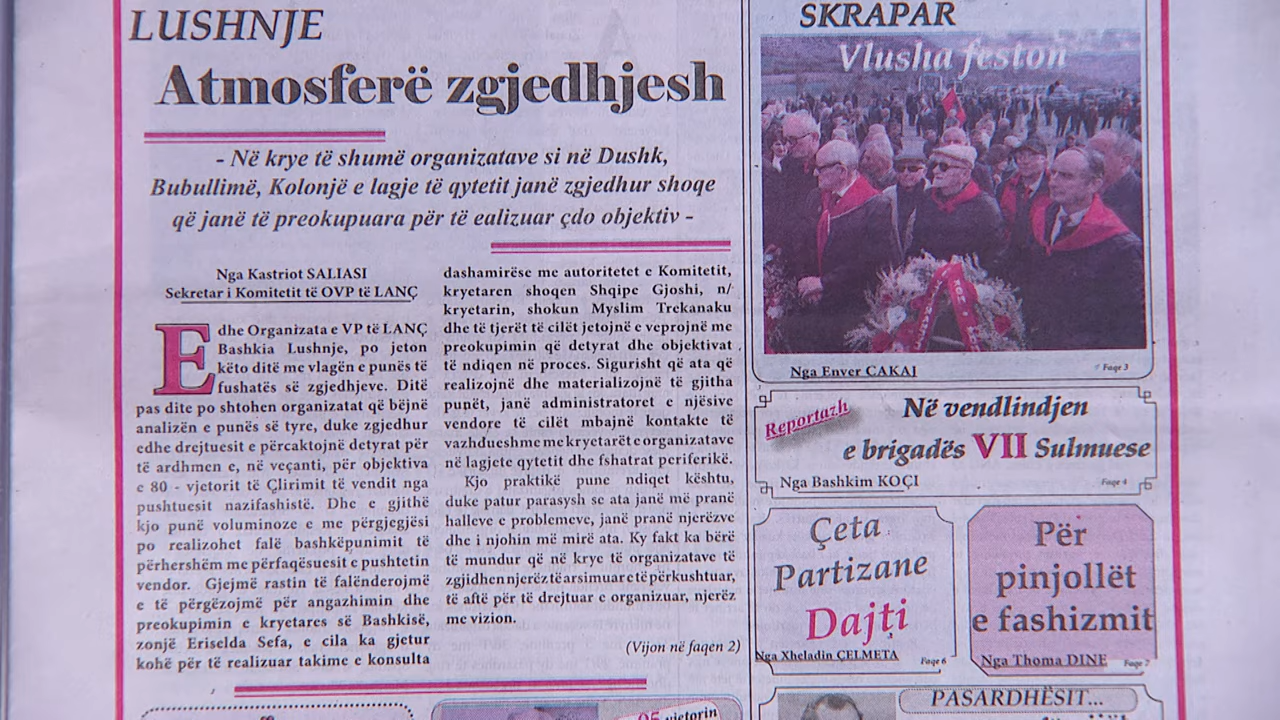 LUSHNJE
Atmosferë zgjedhjesh
- Në krye të shumë organizatave si në Dushk,
Bubullimë, Kolonjë e lagje të qytetit janë zgjedhur shoqe
që janë të preokupuara për të ealizuar çdo objektiv -
Nga Kastriot SALIASI
Sekretar i Komitetit të OVP të LANÇ
Edhe Organizata e VP të LANÇ
Bashkia Lushnje, po jeton
këto ditë me vlagën e punës të
fushatës së zgjedhjeve. Ditë
pas dite po shtohen organizatat që bëjnë
analizën e punës së tyre, duke zgjedhur
edhe drejtuesit e përcaktojnë detyrat për
të ardhmen e, në veçanti, për objektiva
e 80 - vjetorit të Çlirimit të vendit nga
pushtuesit nazifashistë. Dhe e gjithë
kjo punë voluminoze e me përgjegjësi
po realizohet falë bashkëpunimit të
përhershëm me përfaqësuesit e pushtetin
vendor. Gjejmë rastin të falënderojmë
e të përgëzojmë për angazhimin dhe
preokupimin e kryetares së Bashkisë,
zonjë Eriselda Sefa, e cila ka gjetur
kohë për të realizuar takime e konsulta
dashamirëse me autoritetet e Komitetit,
kryetaren shoqen Shqipe Gjoshi, n/
kryetarin, shokun Myslim Trekanaku
dhe të tjerët të cilët jetojnë e veprojnë me
preokupimin që detyrat dhe objektivat
të ndiqen në proces. Sigurisht që ata që
realizojnë dhe materializojnë të gjitha
punët, janë administratoret e njësive
vendore të cilët mbajnë kontakte të
vazhdueshme me kryetarët e organizatave
në lagjete qytetit dhe fshatrat periferikë.
Kjo praktikë pune ndiqet kështu,
duke patur parasysh se ata janë më pranë
halleve e problemeve, janë pranë njerëzve
dhe i njohin më mirë ata. Ky fakt ka bërë
të mundur që në krye të organizatave të
zgjidhen njerëz të arsimuar e të përkushtuar,
të aftë për të drejtuar e organizuar, njerëz
me vizion.
(Vijon në faqen 2)
SKRAPAR
Vlusha feston
Nga Enver CAKAJ
Faqe 3
Reportazh
Në vendlindjen
e brigadës VII Sulmuese
Nga Bashkim KOÇI
Faqe 4
Çeta
Partizane
Dajti
Nga Xheladin ÇELMETA
Faqe 6
Për
pinjollët
e fashizmit
Nga Thoma DINE
Faqe 7
95 vjetorin
PASARDHËSIT...